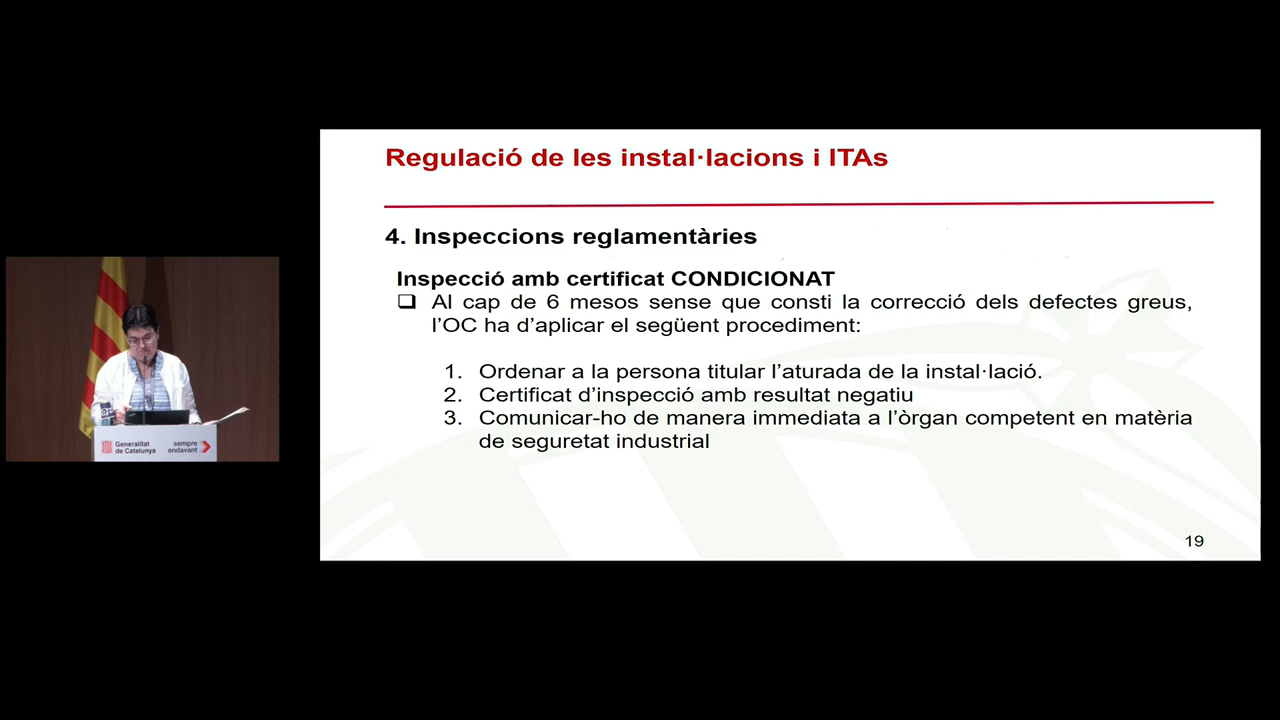 Regulació de les instal·lacions i ITAs
4. Inspeccions reglamentàries
Inspecció amb certificat CONDICIONAT
Al cap de 6 mesos sense que consti la correcció dels defectes greus,
l'OC ha d'aplicar el següent procediment:
1. Ordenar a la persona titular l'aturada de la instal·lació.
2. Certificat d'inspecció amb resultat negatiu
3. Comunicar-ho de manera immediata a l'òrgan competent en matèria
de seguretat industrial
19
Generalitat
de Catalunya
sempre
endavant